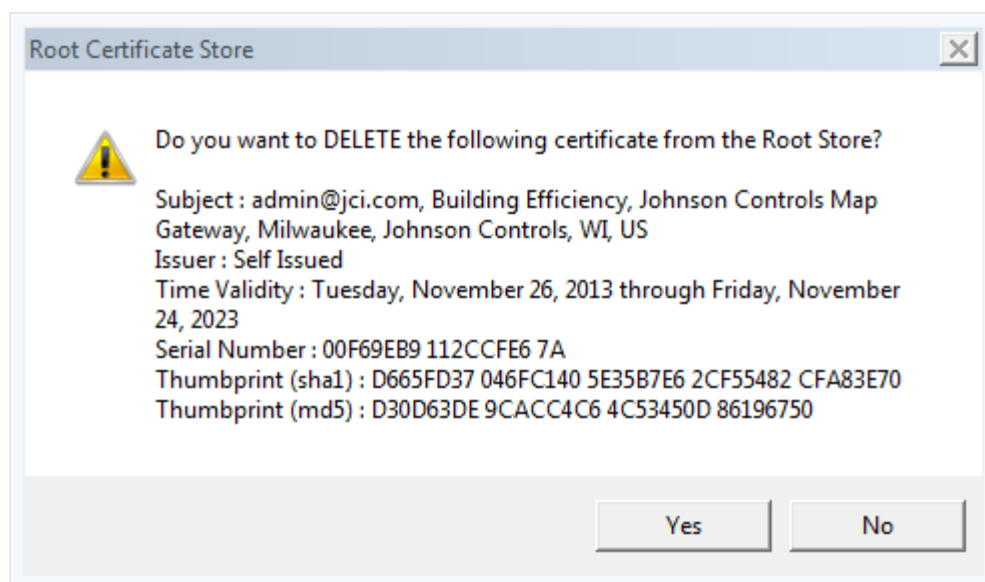 Root Certificate Store
Do you want to DELETE the following certificate from the Root Store?
Subject : admin@jci.com, Building Efficiency, Johnson Controls Map
Gateway, Milwaukee, Johnson Controls, WI, US
Issuer : Self Issued
Time Validity : Tuesday, November 26, 2013 through Friday, November
24, 2023
Serial Number : 00F69EB9 112CCFE6 7A
Thumbprint (sha1) : D665FD37 046FC140 5E35B7E6 2CF55482 CFA83E70
Thumbprint (md5) : D30D63DE 9CACC4C6 4C53450D 86196750
Yes No